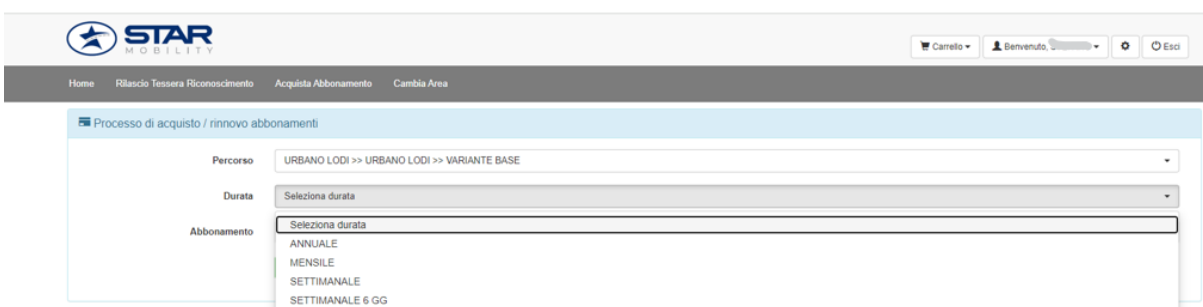 STAR
MOBILITY
Carrello Benvenuto, Esci
Home Rilascio Tessera Riconoscimento Acquista Abbonamento Cambia Area
Processo di acquisto / rinnovo abbonamenti
Percorso URBANO LODI >> URBANO LODI >> VARIANTE BASE
Durata Seleziona durata
Abbonamento Seleziona durata
ANNUALE
MENSILE
SETTIMANALE
SETTIMANALE 6 GG